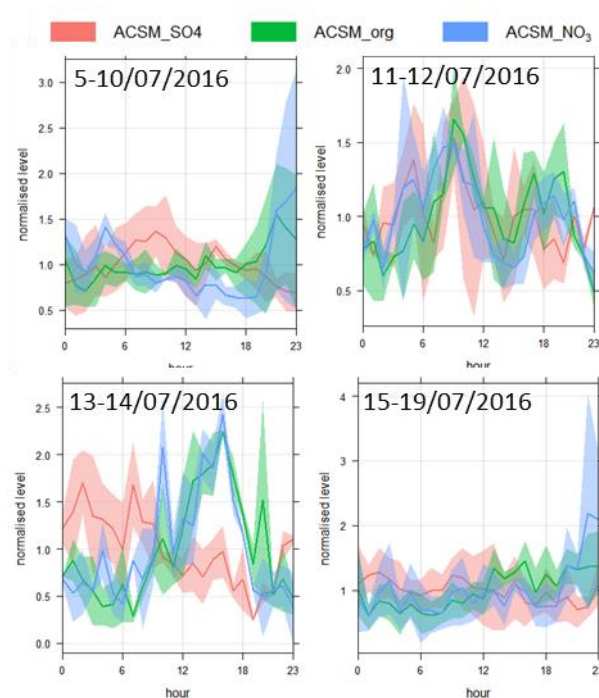 ACSM_SO4 ACSM_org ACSM_NO₃
5-10/07/2016
normalised level
3.0
2.5
2.0
1.5
1.0
0.5
0 6 12 18 23
hour
11-12/07/2016
normalised level
2.0
1.5
1.0
0.5
0 6 12 18 23
hour
13-14/07/2016
normalised level
2.5
2.0
1.5
1.0
0.5
0.0
0 6 12 18 23
hour
15-19/07/2016
normalised level
4
3
2
1
0 6 12 18 23
hour